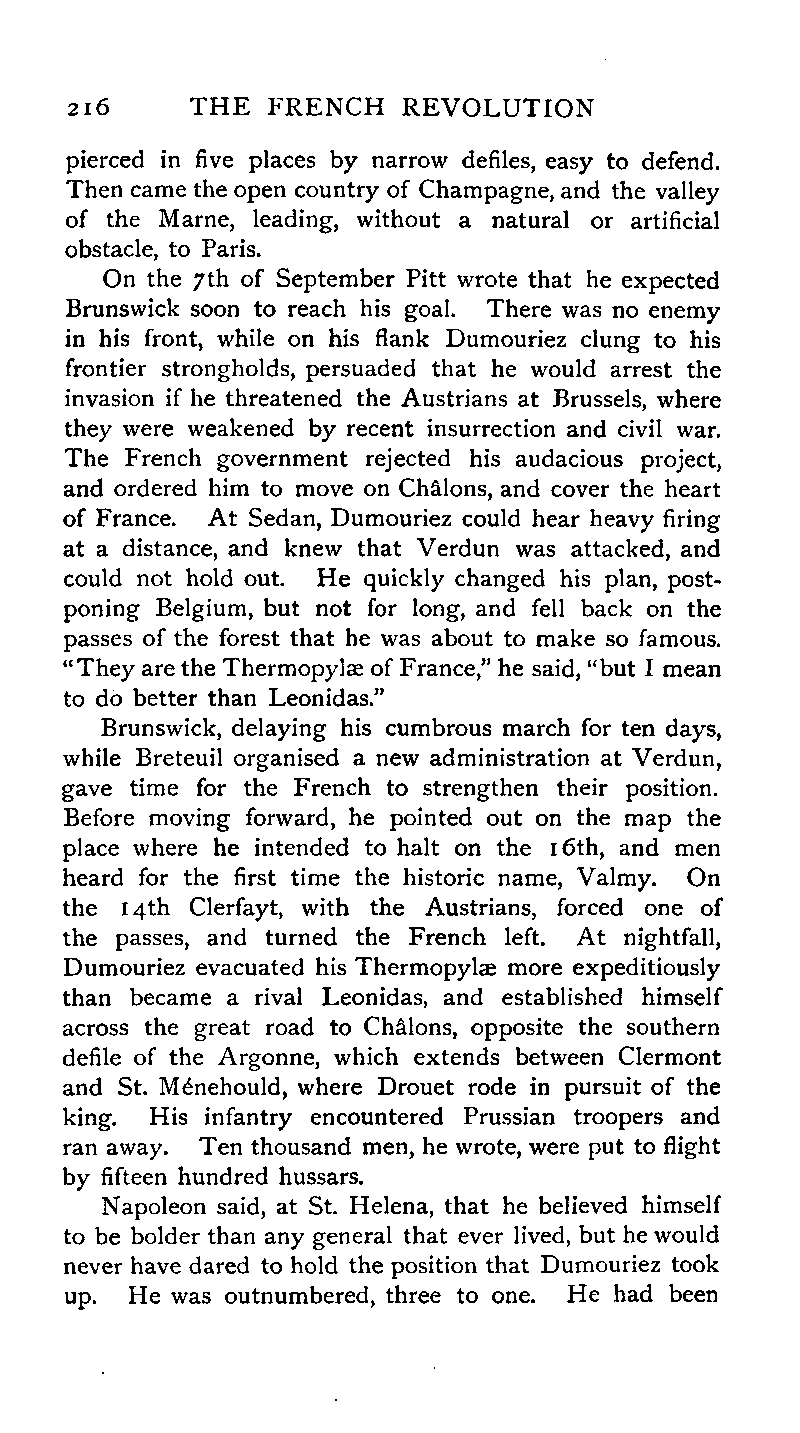 216 THE FRENCH REVOLUTION
pierced in five places by narrow defiles, easy to defend.
Then came the open country of Champagne, and the valley
of the Marne, leading, without a natural or artificial
obstacle, to Paris.
On the 7th of September Pitt wrote that he expected
Brunswick soon to reach his goal. There was no enemy
in his front, while on his flank Dumouriez clung to his
frontier strongholds, persuaded that he would arrest the
invasion if he threatened the Austrians at Brussels, where
they were weakened by recent insurrection and civil war.
The French government rejected his audacious project,
and ordered him to move on Châlons, and cover the heart
of France. At Sedan, Dumouriez could hear heavy firing
at a distance, and knew that Verdun was attacked, and
could not hold out. He quickly changed his plan, post-
poning Belgium, but not for long, and fell back on the
passes of the forest that he was about to make so famous.
"They are the Thermopylæ of France," he said, "but I mean
to do better than Leonidas."
Brunswick, delaying his cumbrous march for ten days,
while Breteuil organised a new administration at Verdun,
gave time for the French to strengthen their position.
Before moving forward, he pointed out on the map the
place where he intended to halt on the 16th, and men
heard for the first time the historic name, Valmy. On
the 14th Clerfayt, with the Austrians, forced one of
the passes, and turned the French left. At nightfall,
Dumouriez evacuated his Thermopylæ more expeditiously
than became a rival Leonidas, and established himself
across the great road to Châlons, opposite the southern
defile of the Argonne, which extends between Clermont
and St. Ménehould, where Drouet rode in pursuit of the
king. His infantry encountered Prussian troopers and
ran away. Ten thousand men, he wrote, were put to flight
by fifteen hundred hussars.
Napoleon said, at St. Helena, that he believed himself
to be bolder than any general that ever lived, but he would
never have dared to hold the position that Dumouriez took
up. He was outnumbered, three to one. He had been